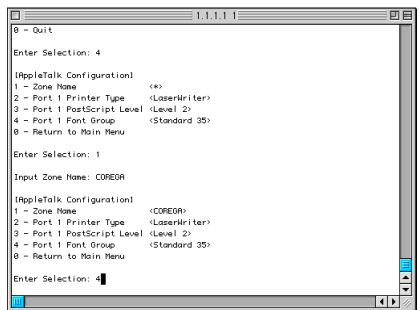 1.1.1.1 1
0 - Quit
Enter Selection: 4
[AppleTalk Configuration]
1 - Zone Name <*>
2 - Port 1 Printer Type <LaserWriter>
3 - Port 1 PostScript Level <Level 2>
4 - Port 1 Font Group <Standard 35>
0 - Return to Main Menu
Enter Selection: 1
Input Zone Name: COREGA
[AppleTalk Configuration]
1 - Zone Name <COREGA>
2 - Port 1 Printer Type <LaserWriter>
3 - Port 1 PostScript Level <Level 2>
4 - Port 1 Font Group <Standard 35>
0 - Return to Main Menu
Enter Selection: 4